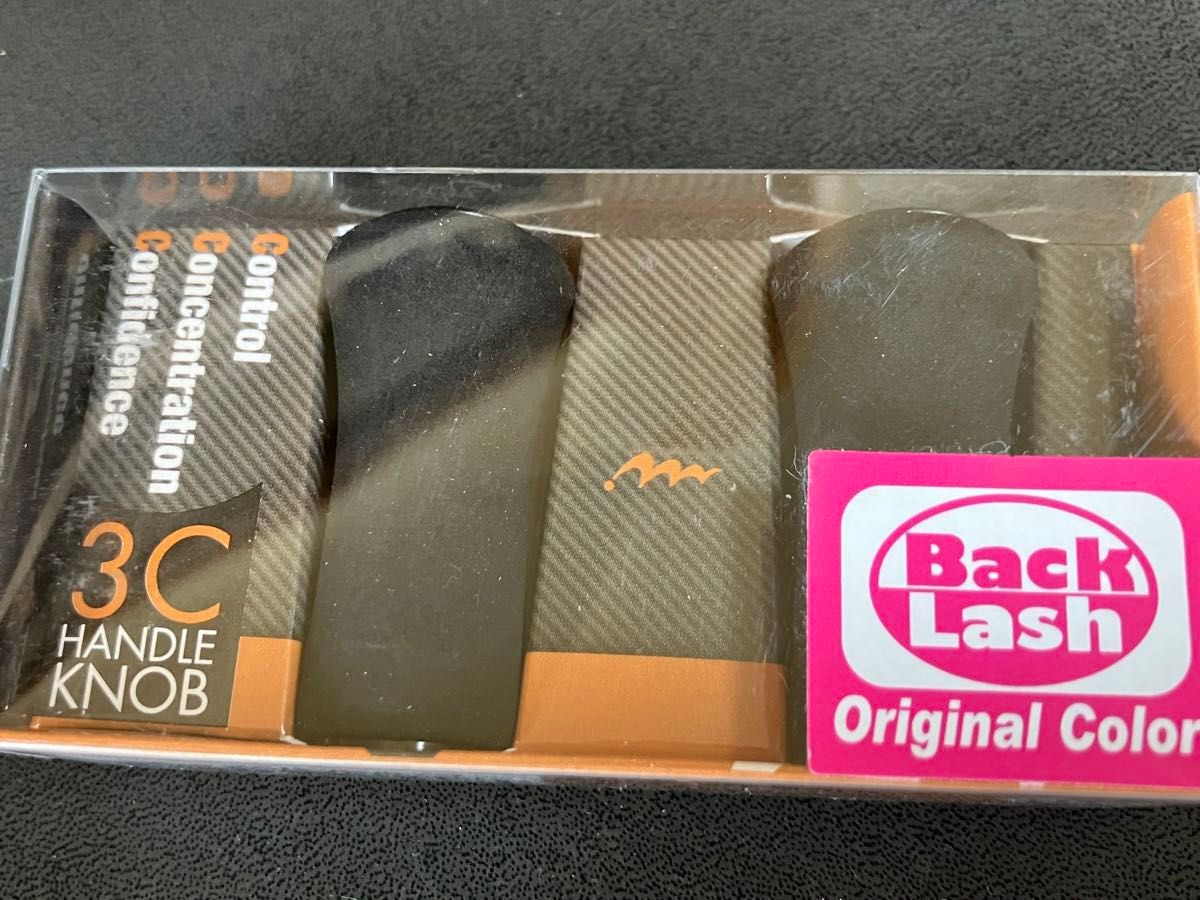 Control
Concentration
Confidence
3C
HANDLE
KNOB
Back
Lash
Original Color